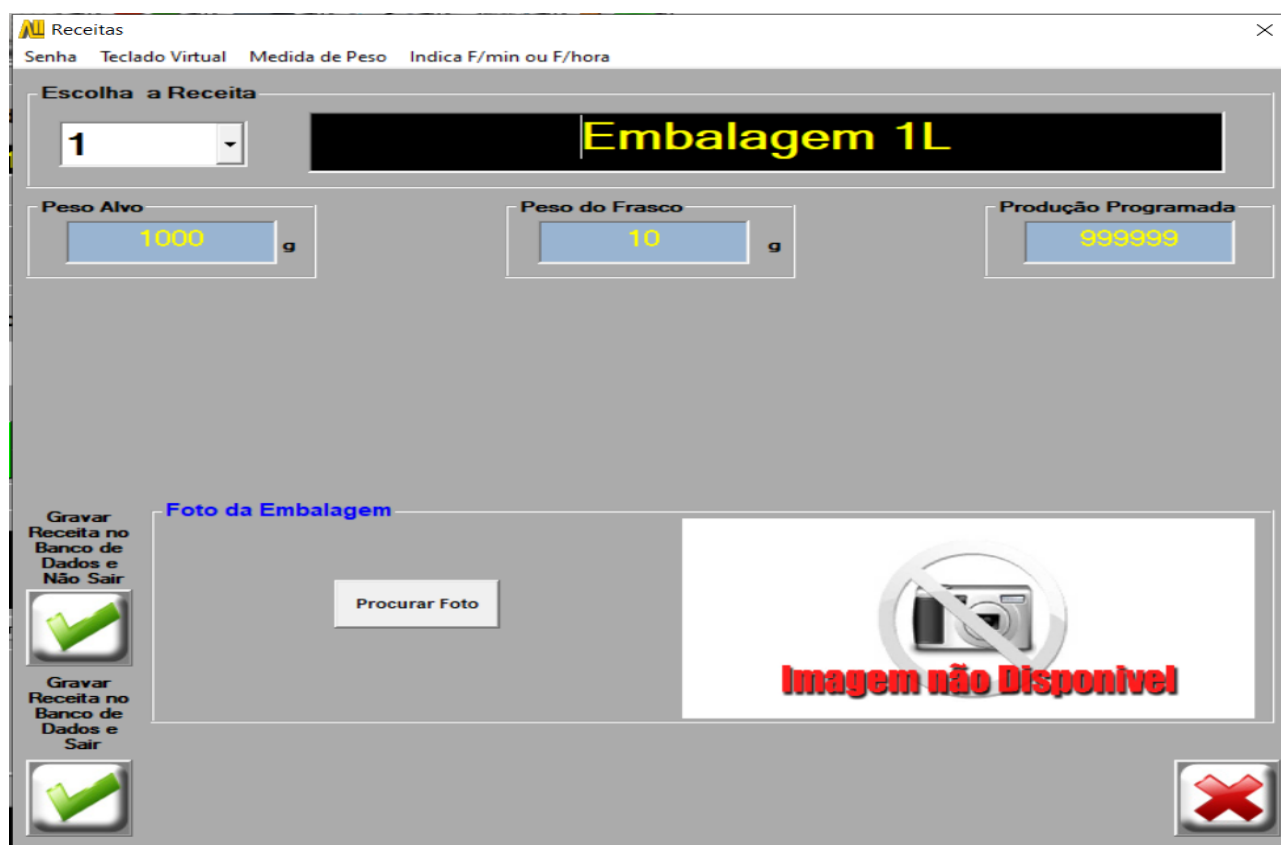 Receitas
Senha Teclado Virtual Medida de Peso Indica F/min ou F/hora
Escolha a Receita
1
Embalagem 1L
Peso Alvo
1000
g
Peso do Frasco
10
g
Produção Programada
999999
Gravar
Receita no
Banco de
Dados e
Não Sair
Foto da Embalagem
Procurar Foto
Imagem não Disponivel
Gravar
Receita no
Banco de
Dados e
Sair